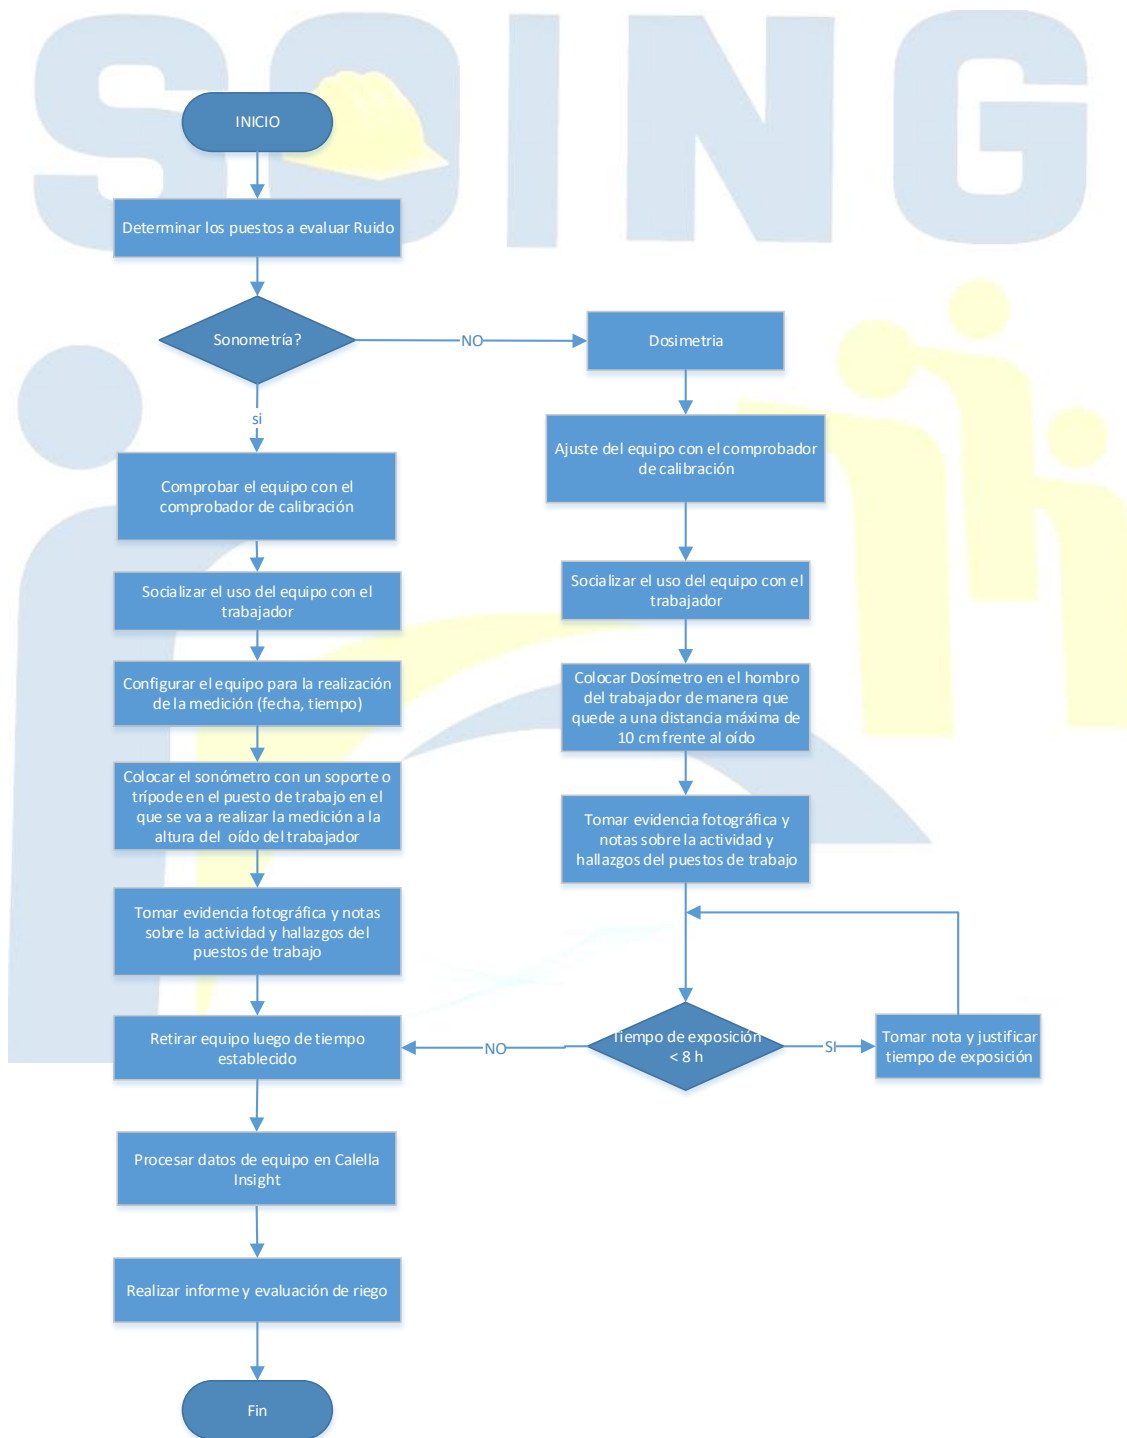 SOING
INICIO
Determinar los puestos a evaluar Ruido
Sonometría?
NO
Dosimetria
si
Comprobar el equipo con el
comprobador de calibración
Socializar el uso del equipo con el
trabajador
Configurar el equipo para la realización
de la medición (fecha, tiempo)
Colocar el sonómetro con un soporte o
trípode en el puesto de trabajo en el
que se va a realizar la medición a la
altura del oído del trabajador
Tomar evidencia fotográfica y notas
sobre la actividad y hallazgos del
puestos de trabajo
Ajuste del equipo con el comprobador
de calibración
Socializar el uso del equipo con el
trabajador
Colocar Dosímetro en el hombro
del trabajador de manera que
quede a una distancia máxima de
10 cm frente al oído
Tomar evidencia fotográfica y
notas sobre la actividad y
hallazgos del puestos de trabajo
Tiempo de exposición
< 8 h
SI
Tomar nota y justificar
tiempo de exposición
NO
Retirar equipo luego de tiempo
establecido
Procesar datos de equipo en Calella
Insight
Realizar informe y evaluación de riego
Fin